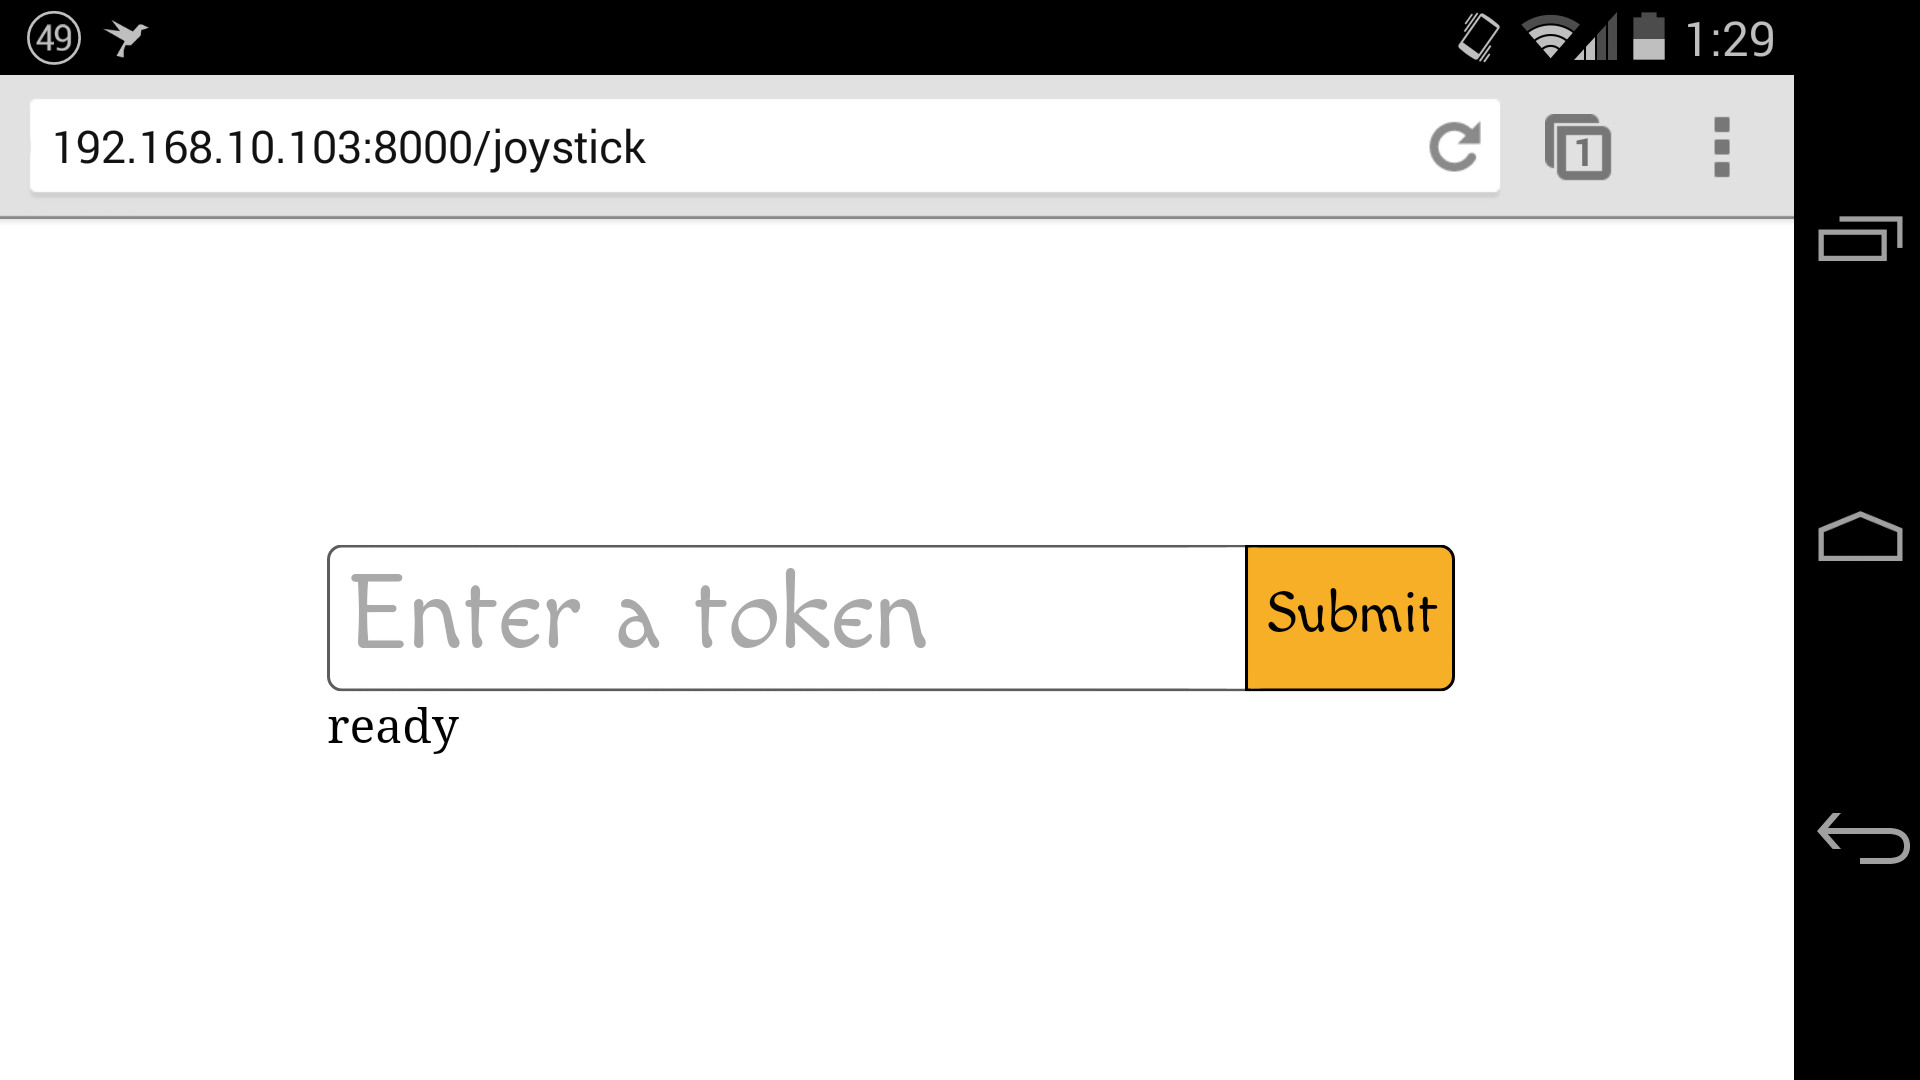 49
1:29
192.168.10.103:8000/joystick
1
Enter a token
Submit
ready